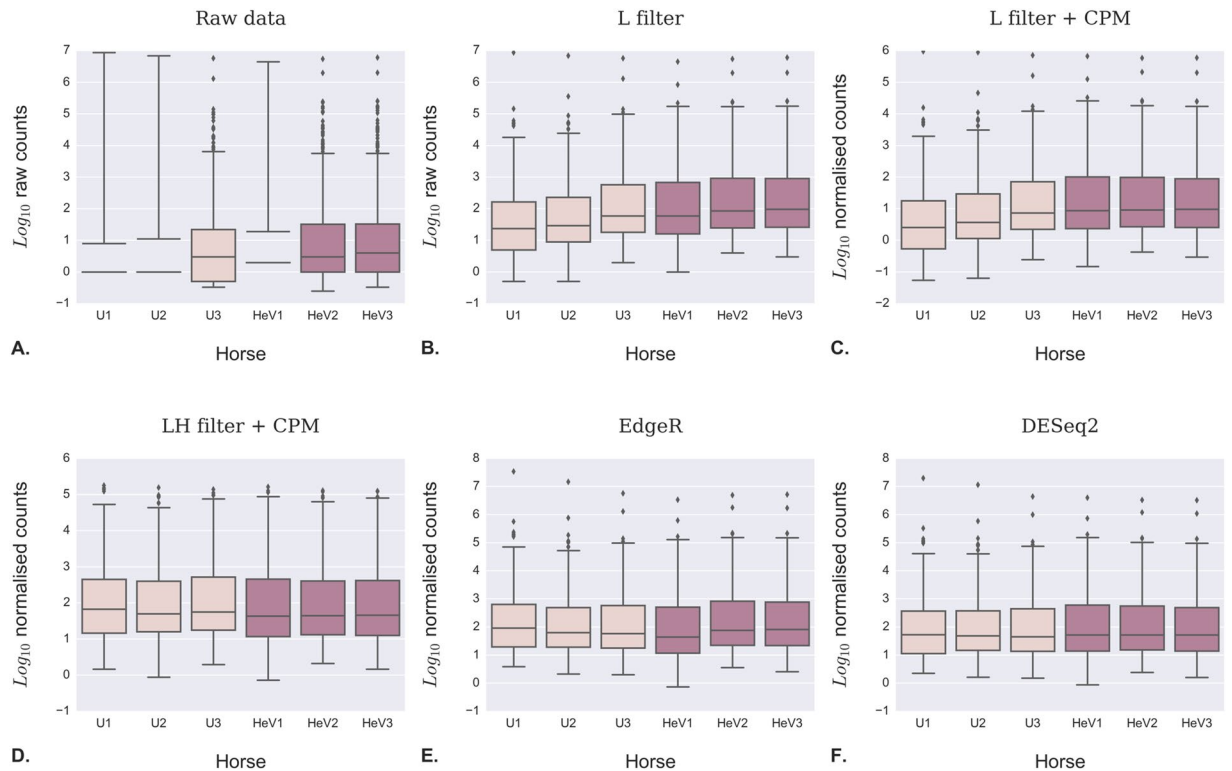 Raw data
Log10 raw counts
7
6
5
4
3
2
1
0
−1
U1 U2 U3 HeV1 HeV2 HeV3
A.
Horse
L filter
Log10 raw counts
7
6
5
4
3
2
1
0
−1
U1 U2 U3 HeV1 HeV2 HeV3
B.
Horse
L filter + CPM
Log10 normalised counts
6
5
4
3
2
1
0
−1
−2
U1 U2 U3 HeV1 HeV2 HeV3
C.
Horse
LH filter + CPM
Log10 normalised counts
6
5
4
3
2
1
0
−1
U1 U2 U3 HeV1 HeV2 HeV3
D.
Horse
EdgeR
Log10 normalised counts
8
7
6
5
4
3
2
1
0
−1
U1 U2 U3 HeV1 HeV2 HeV3
E.
Horse
DESeq2
Log10 normalised counts
8
7
6
5
4
3
2
1
0
−1
U1 U2 U3 HeV1 HeV2 HeV3
F.
Horse